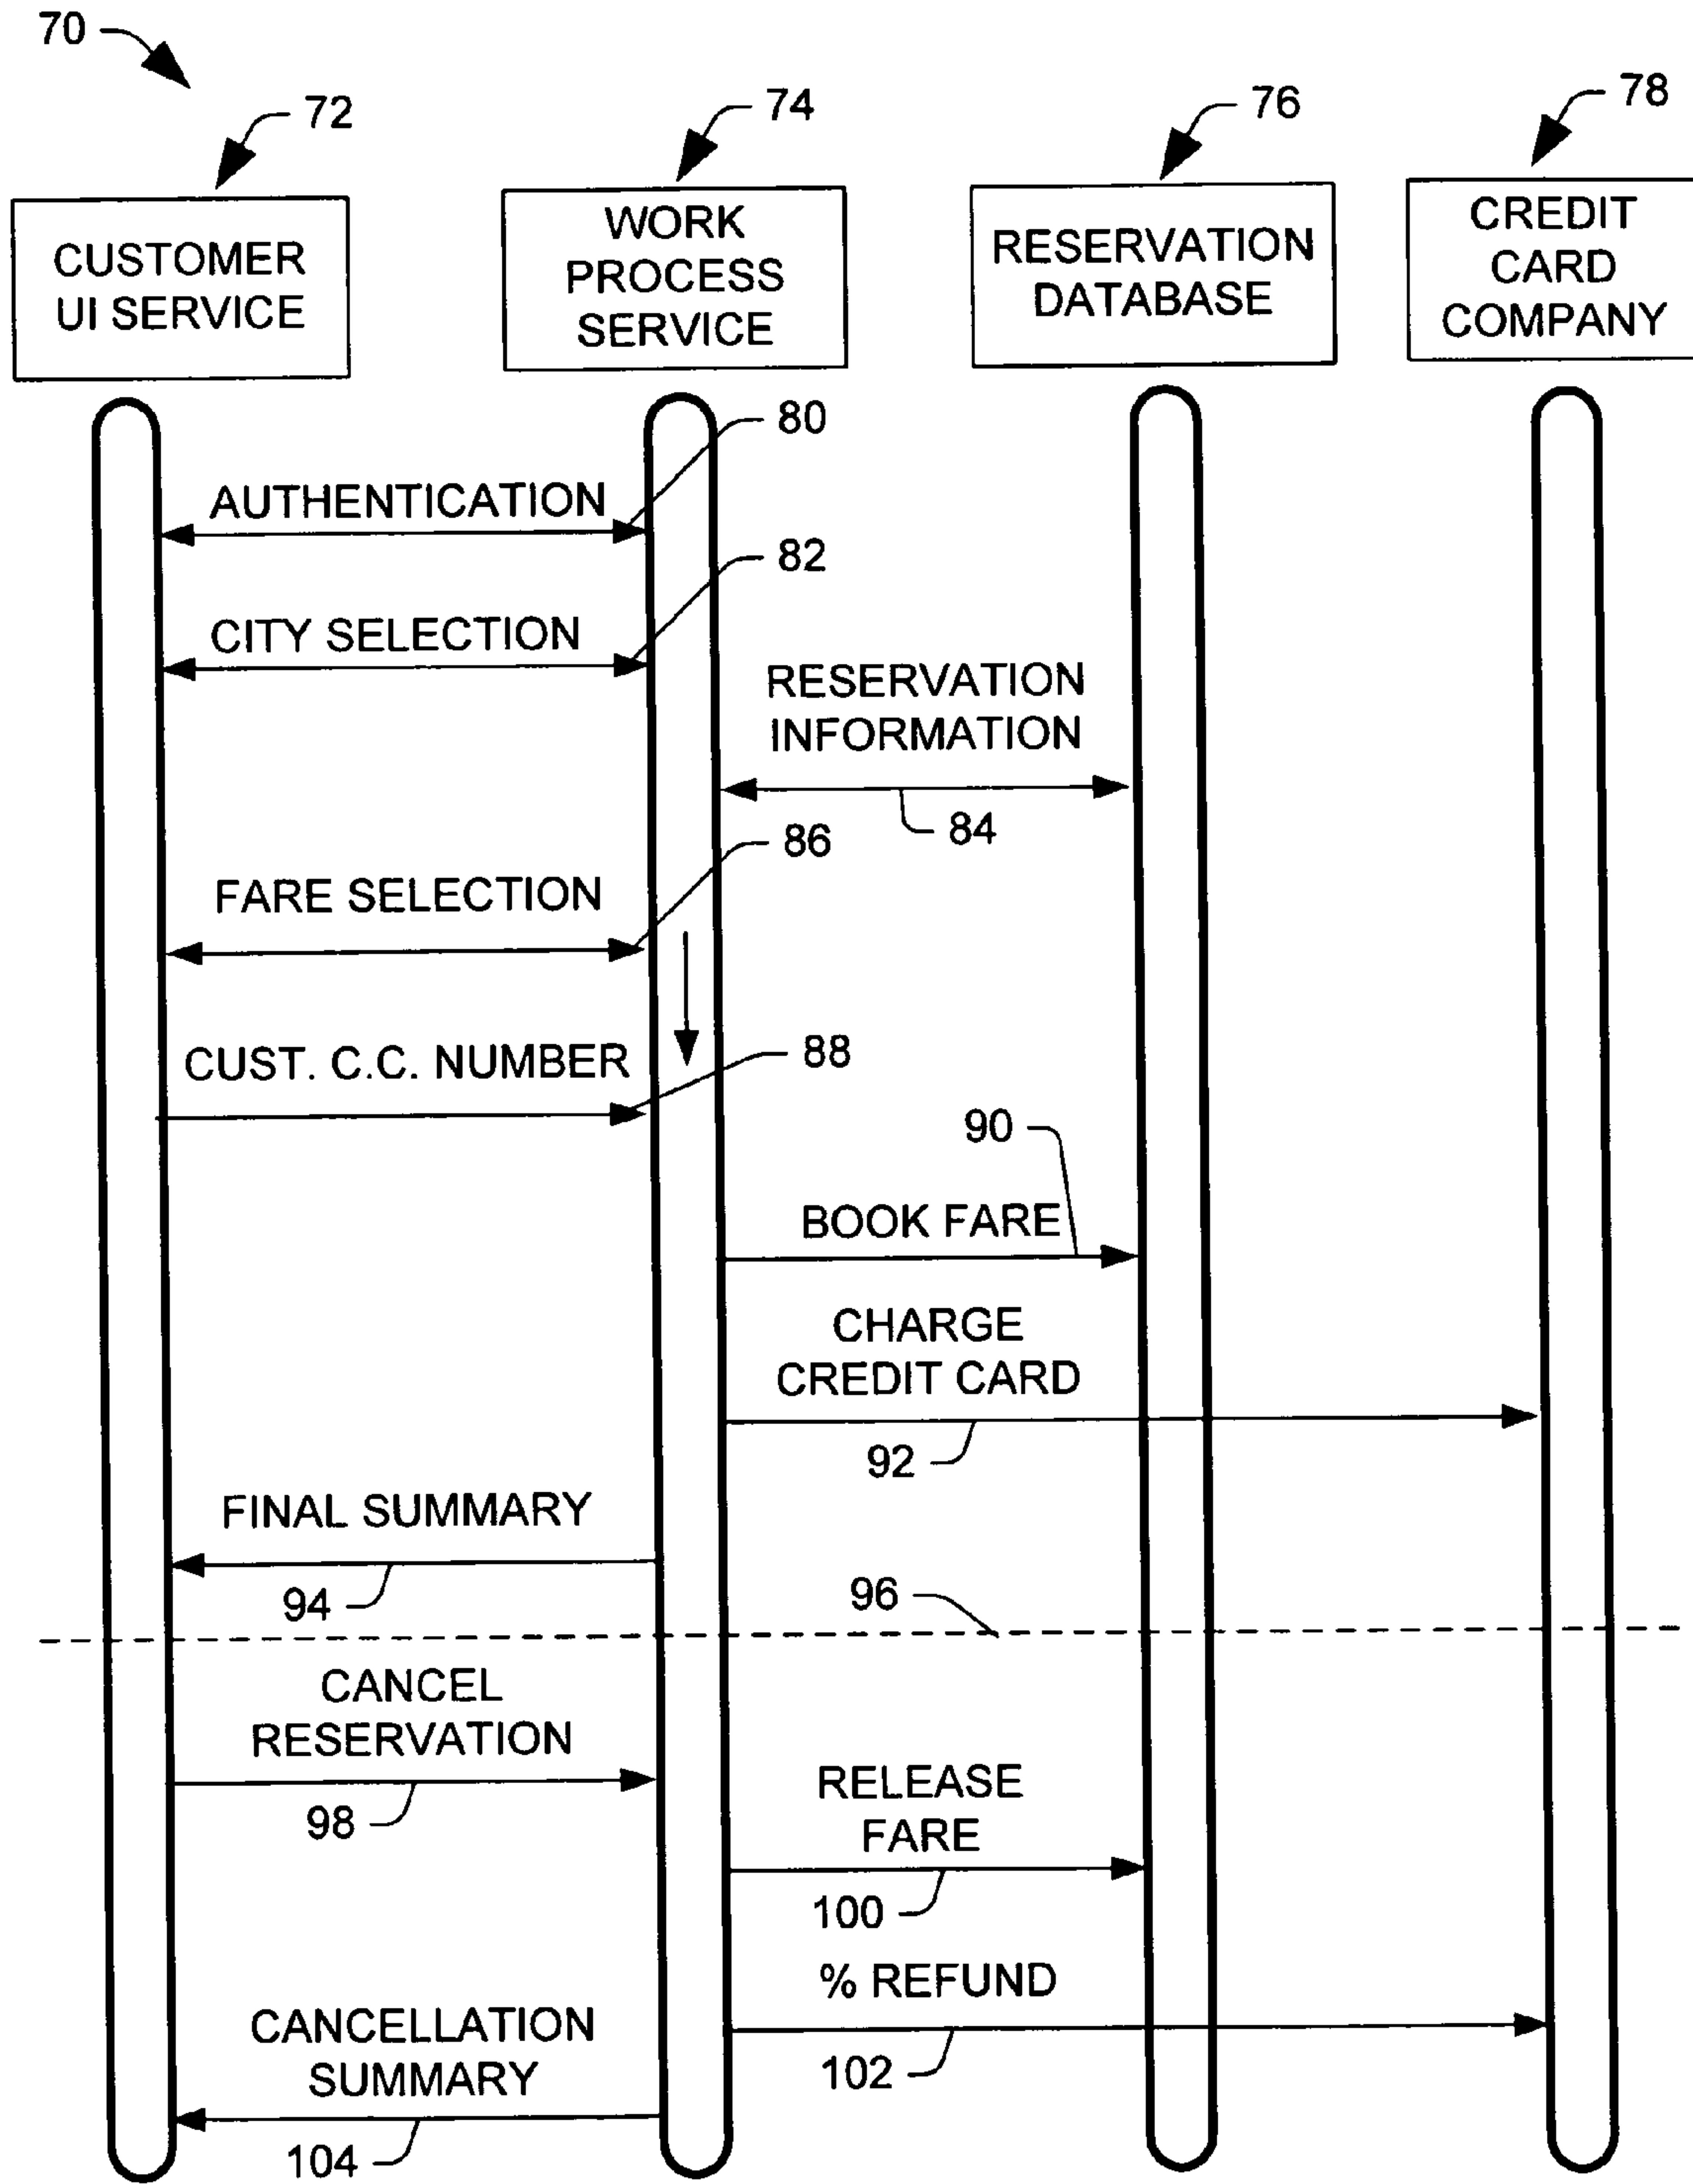 70
72
74
76
78
CUSTOMER
UI SERVICE
WORK
PROCESS
SERVICE
RESERVATION
DATABASE
CREDIT
CARD
COMPANY
80
AUTHENTICATION
82
CITY SELECTION
RESERVATION
INFORMATION
84
86
FARE SELECTION
88
CUST. C.C. NUMBER
90
BOOK FARE
CHARGE
CREDIT CARD
92
FINAL SUMMARY
94
96
CANCEL
RESERVATION
98
RELEASE
FARE
100
% REFUND
102
CANCELLATION
SUMMARY
104